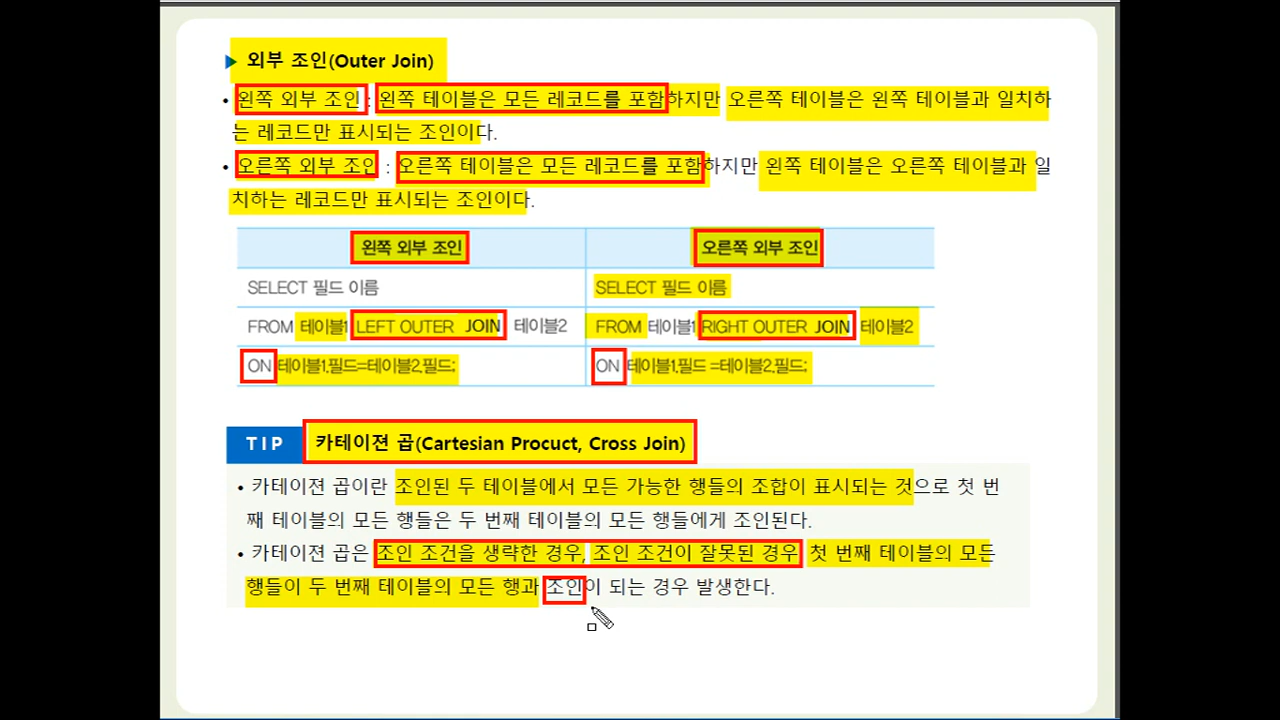 ▶ 외부 조인(Outer Join)
• 왼쪽 외부 조인 : 왼쪽 테이블은 모든 레코드를 포함하지만 오른쪽 테이블은 왼쪽 테이블과 일치하
는 레코드만 표시되는 조인이다.
• 오른쪽 외부 조인 : 오른쪽 테이블은 모든 레코드를 포함하지만 왼쪽 테이블은 오른쪽 테이블과 일
치하는 레코드만 표시되는 조인이다.
왼쪽 외부 조인 오른쪽 외부 조인
SELECT 필드 이름 SELECT 필드 이름
FROM 테이블1 LEFT OUTER JOIN 테이블2 FROM 테이블1 RIGHT OUTER JOIN 테이블2
ON 테이블1.필드=테이블2.필드; ON 테이블1.필드 =테이블2.필드;
TIP 카테이젼 곱(Cartesian Procuct, Cross Join)
• 카테이젼 곱이란 조인된 두 테이블에서 모든 가능한 행들의 조합이 표시되는 것으로 첫 번
째 테이블의 모든 행들은 두 번째 테이블의 모든 행들에게 조인된다.
• 카테이젼 곱은 조인 조건을 생략한 경우, 조인 조건이 잘못된 경우 첫 번째 테이블의 모든
행들이 두 번째 테이블의 모든 행과 조인이 되는 경우 발생한다.